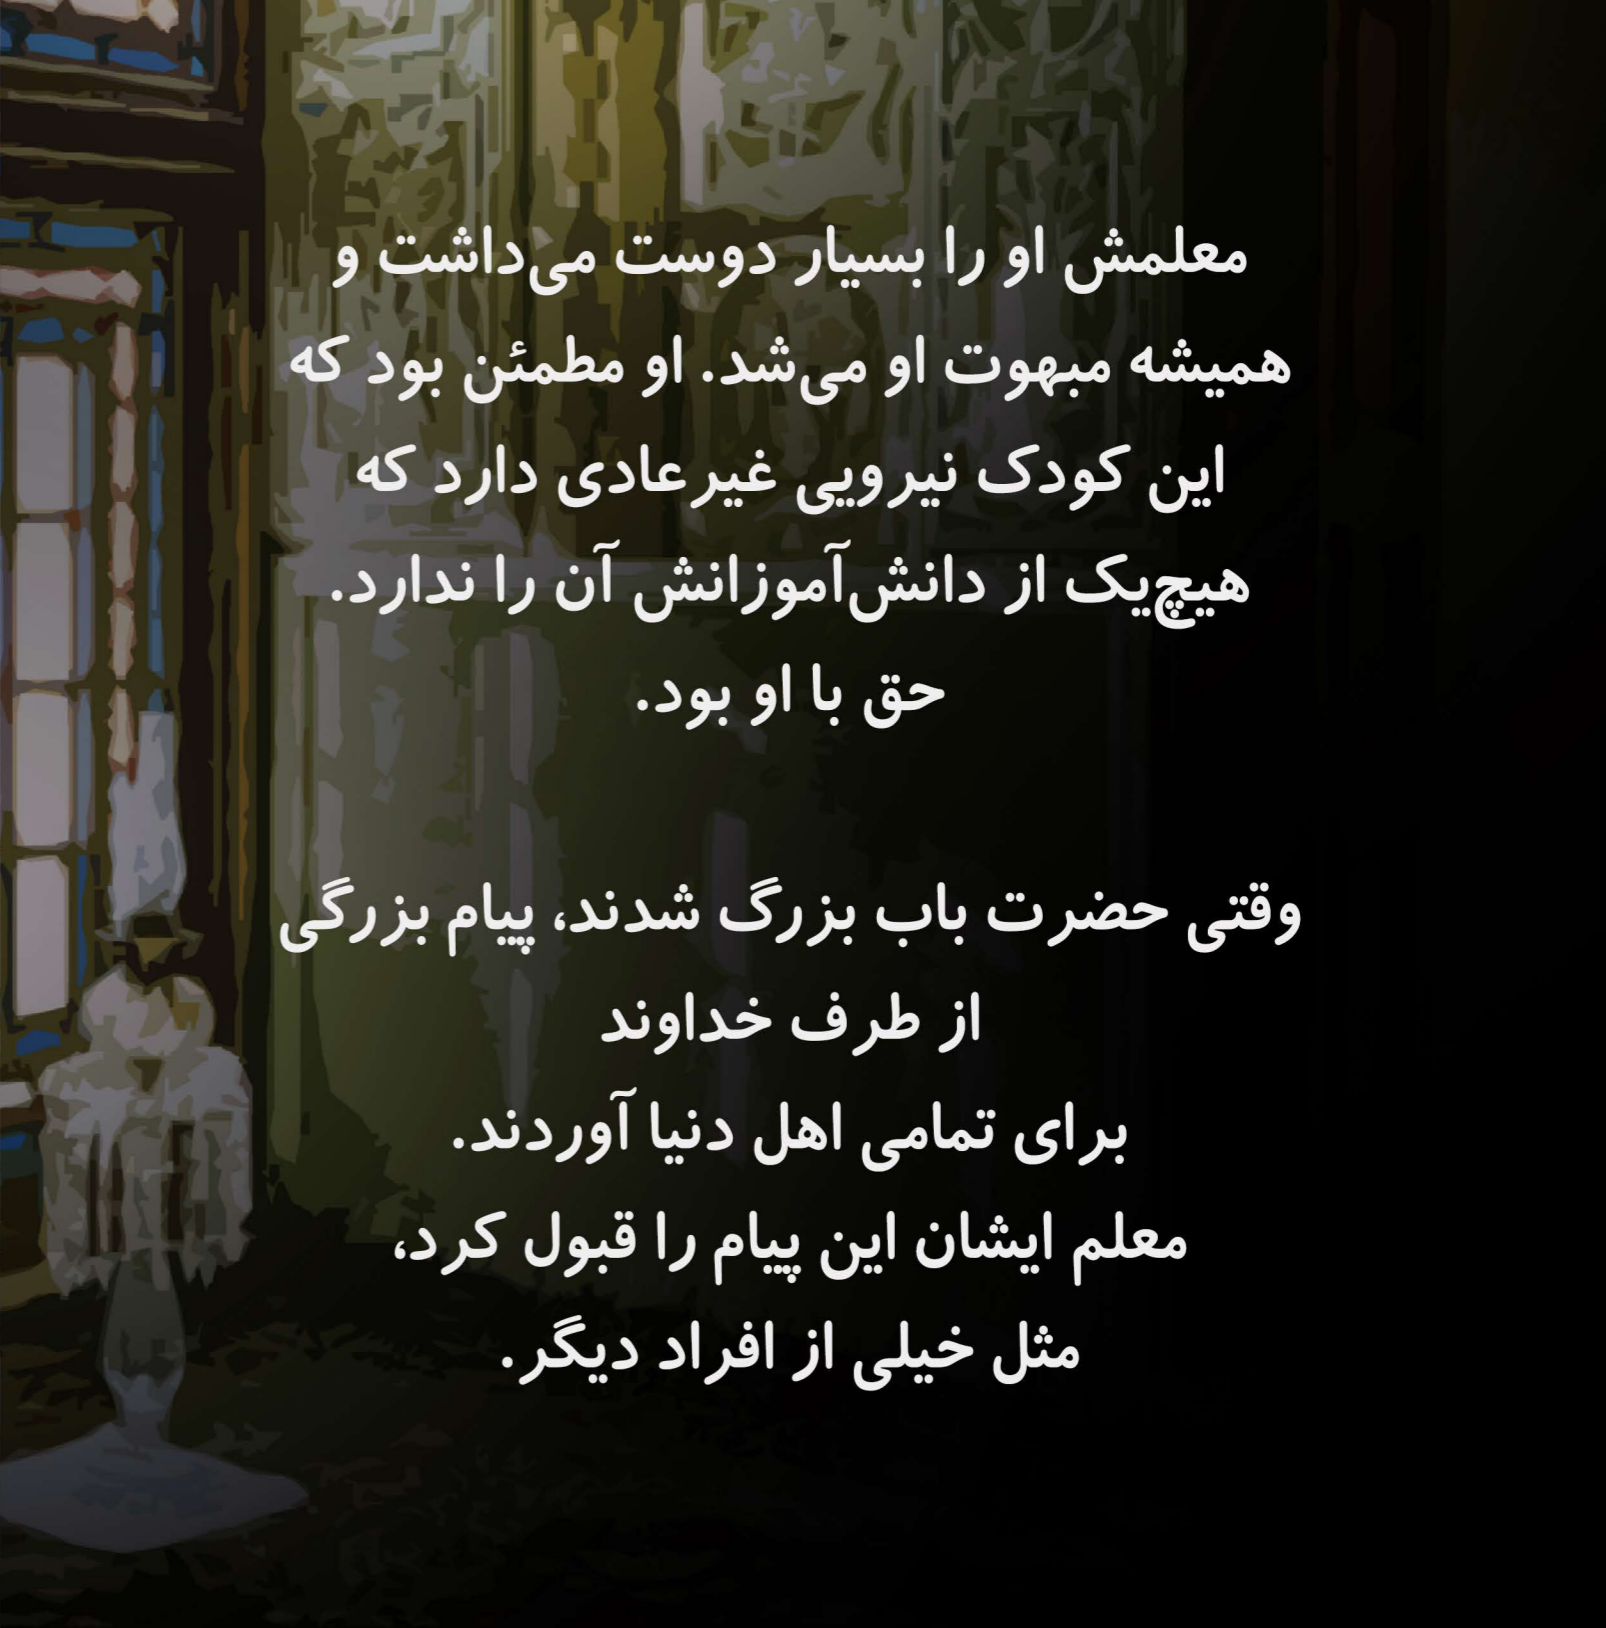 معلمش او را بسیار دوست می‌داشت و
همیشه مبهوت او می‌شد. او مطمئن بود که
این کودک نیرویی غیرعادی دارد که
هیچ‌یک از دانش‌آموزانش آن را ندارد.
حق با او بود.
وقتی حضرت باب بزرگ شدند، پیام بزرگی
از طرف خداوند
برای تمامی اهل دنیا آوردند.
معلم ایشان این پیام را قبول کرد،
مثل خیلی از افراد دیگر.